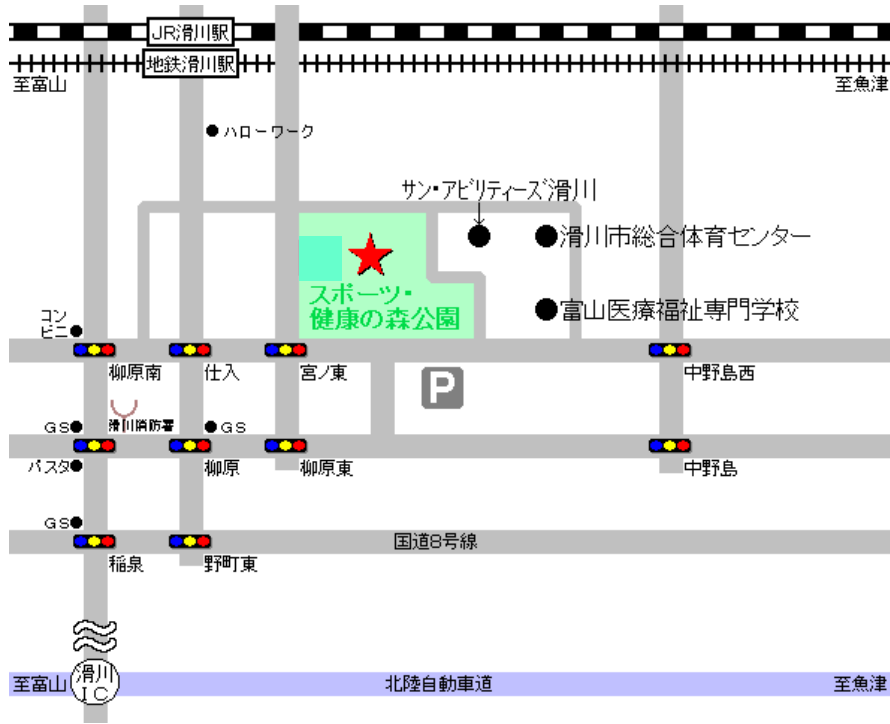 JR滑川駅
地鉄滑川駅
至富山
至魚津
ハローワーク
サン・アビリティーズ滑川
滑川市総合体育センター
スポーツ・
健康の森公園
富山医療福祉専門学校
コン
ビニ
柳原南
仕入
宮ノ東
中野島西
P
滑川消防署
GS
GS
パスタ
柳原
柳原東
中野島
GS
国道8号線
稲泉
野町東
滑川
IC
至富山
北陸自動車道
至魚津